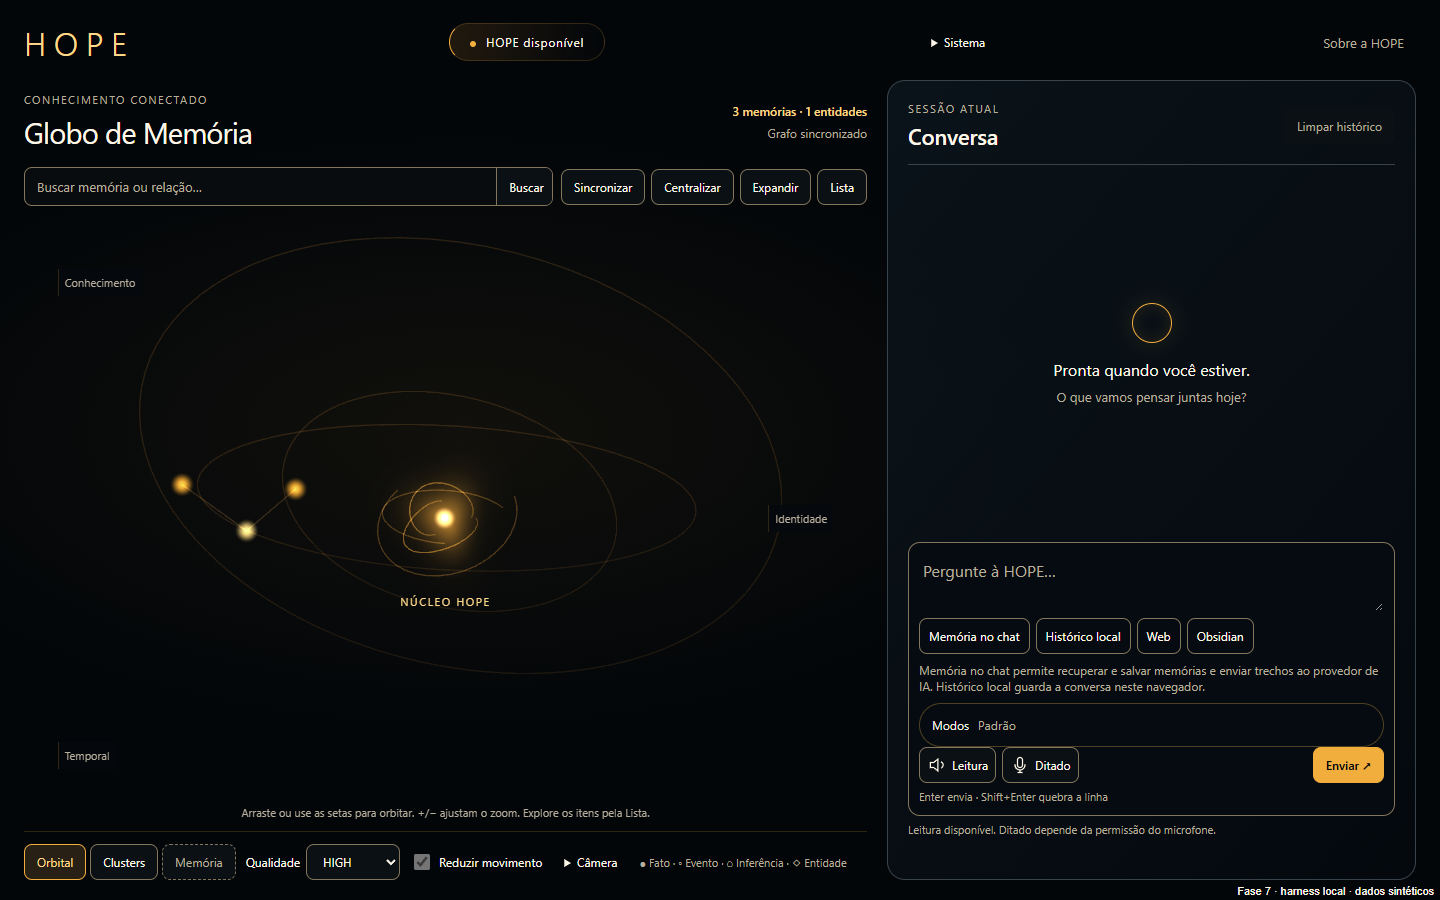 HOPE
HOPE disponível
Sistema
Sobre a HOPE
CONHECIMENTO CONECTADO
Globo de Memória
3 memórias · 1 entidades
Grafo sincronizado
Buscar memória ou relação...
Buscar
Sincronizar
Centralizar
Expandir
Lista
Conhecimento
Identidade
NÚCLEO HOPE
Temporal
Arraste ou use as setas para orbitar. +/− ajustam o zoom. Explore os itens pela Lista.
Orbital
Clusters
Memória
Qualidade
HIGH
Reduzir movimento
Câmera
Fato · Evento · Inferência · Entidade
SESSÃO ATUAL
Conversa
Limpar histórico
Pronta quando você estiver.
O que vamos pensar juntas hoje?
Pergunte à HOPE...
Memória no chat
Histórico local
Web
Obsidian
Memória no chat permite recuperar e salvar memórias e enviar trechos ao provedor de
IA. Histórico local guarda a conversa neste navegador.
Modos Padrão
Leitura
Ditado
Enviar ↗
Enter envia · Shift+Enter quebra a linha
Leitura disponível. Ditado depende da permissão do microfone.
Fase 7 · harness local · dados sintéticos